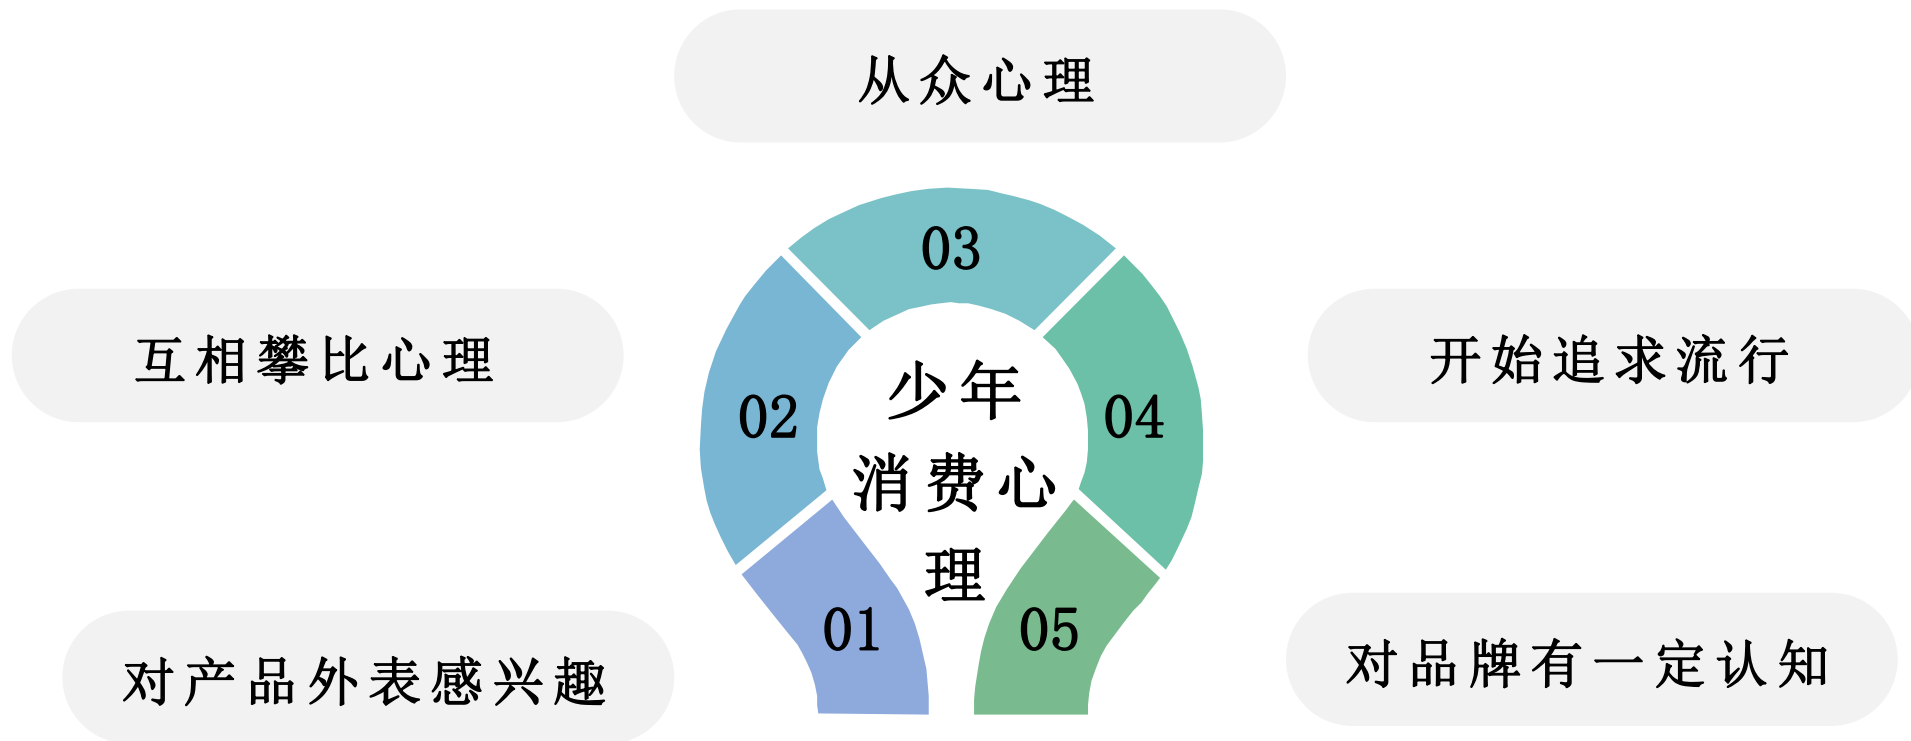 从众心理
03
互相攀比心理
开始追求流行
02
少年
消费心
理
04
01
05
对产品外表感兴趣
对品牌有一定认知